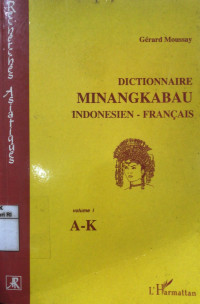 Recherches Asiatiques
Gérard Moussay
DICTIONNAIRE
MINANGKABAU
INDONESIEN - FRANÇAIS
volume 1
A-K
L'Harmattan